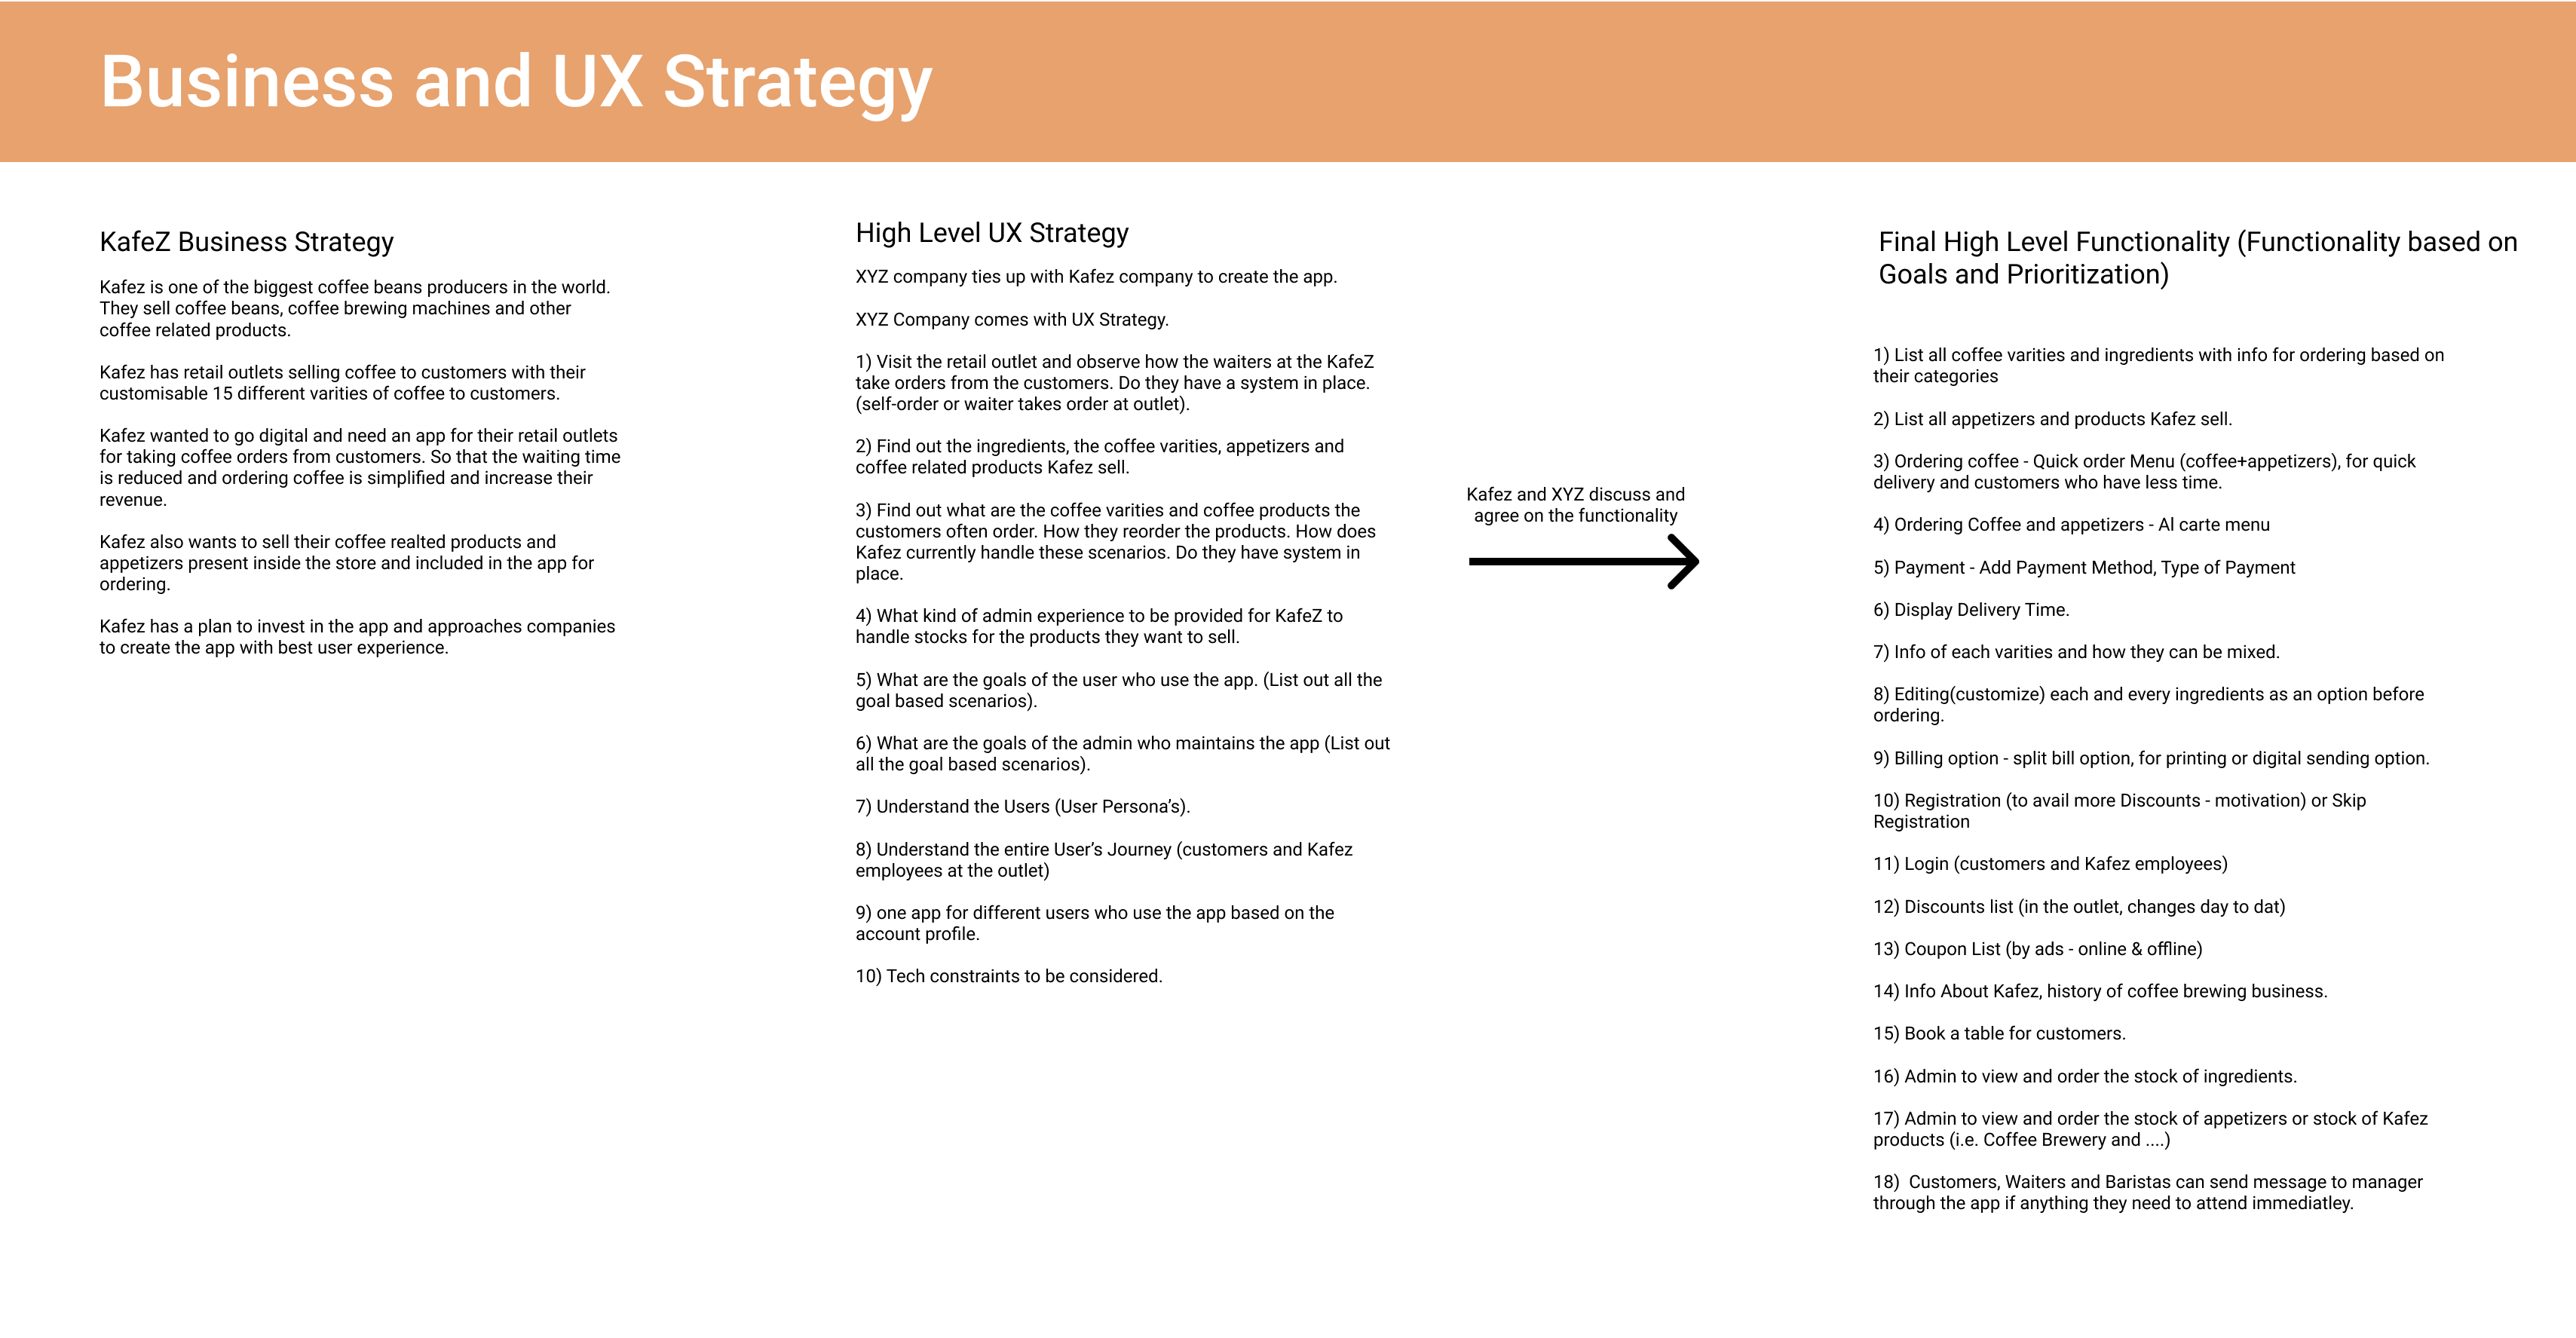 Business and UX Strategy
KafeZ Business Strategy
Kafez is one of the biggest coffee beans producers in the world.
They sell coffee beans, coffee brewing machines and other
coffee related products.
Kafez has retail outlets selling coffee to customers with their
customisable 15 different varities of coffee to customers.
Kafez wanted to go digital and need an app for their retail outlets
for taking coffee orders from customers. So that the waiting time
is reduced and ordering coffee is simplified and increase their
revenue.
Kafez also wants to sell their coffee realted products and
appetizers present inside the store and included in the app for
ordering.
Kafez has a plan to invest in the app and approaches companies
to create the app with best user experience.
High Level UX Strategy
XYZ company ties up with Kafez company to create the app.
XYZ Company comes with UX Strategy.
1) Visit the retail outlet and observe how the waiters at the KafeZ
take orders from the customers. Do they have a system in place.
(self-order or waiter takes order at outlet).
2) Find out the ingredients, the coffee varities, appetizers and
coffee related products Kafez sell.
3) Find out what are the coffee varities and coffee products the
customers often order. How they reorder the products. How does
Kafez currently handle these scenarios. Do they have system in
place.
4) What kind of admin experience to be provided for KafeZ to
handle stocks for the products they want to sell.
5) What are the goals of the user who use the app. (List out all the
goal based scenarios).
6) What are the goals of the admin who maintains the app (List out
all the goal based scenarios).
7) Understand the Users (User Persona’s).
8) Understand the entire User’s Journey (customers and Kafez
employees at the outlet)
9) one app for different users who use the app based on the
account profile.
10) Tech constraints to be considered.
Kafez and XYZ discuss and
agree on the functionality
Final High Level Functionality (Functionality based on
Goals and Prioritization)
1) List all coffee varities and ingredients with info for ordering based on
their categories
2) List all appetizers and products Kafez sell.
3) Ordering coffee - Quick order Menu (coffee+appetizers), for quick
delivery and customers who have less time.
4) Ordering Coffee and appetizers - Al carte menu
5) Payment - Add Payment Method, Type of Payment
6) Display Delivery Time.
7) Info of each varities and how they can be mixed.
8) Editing(customize) each and every ingredients as an option before
ordering.
9) Billing option - split bill option, for printing or digital sending option.
10) Registration (to avail more Discounts - motivation) or Skip
Registration
11) Login (customers and Kafez employees)
12) Discounts list (in the outlet, changes day to dat)
13) Coupon List (by ads - online & offline)
14) Info About Kafez, history of coffee brewing business.
15) Book a table for customers.
16) Admin to view and order the stock of ingredients.
17) Admin to view and order the stock of appetizers or stock of Kafez
products (i.e. Coffee Brewery and ....)
18)  Customers, Waiters and Baristas can send message to manager
through the app if anything they need to attend immediatley.